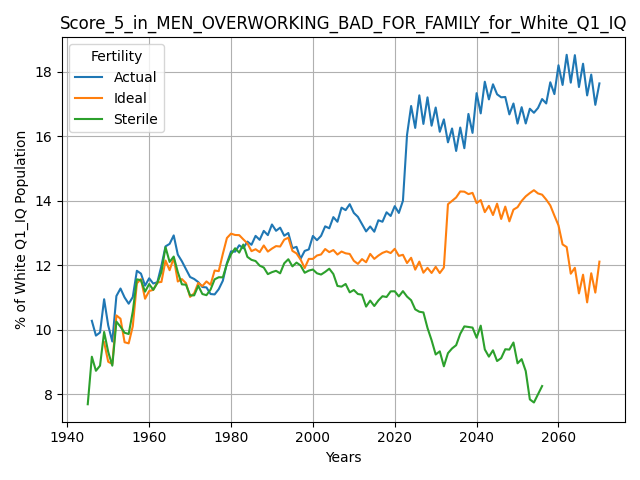 Score_5_in_MEN_OVERWORKING_BAD_FOR_FAMILY_for_White_Q1_IQ
Fertility
Actual
Ideal
Sterile
% of White Q1_IQ Population
18
16
14
12
10
8
1940
1960
1980
2000
2020
2040
2060
Years